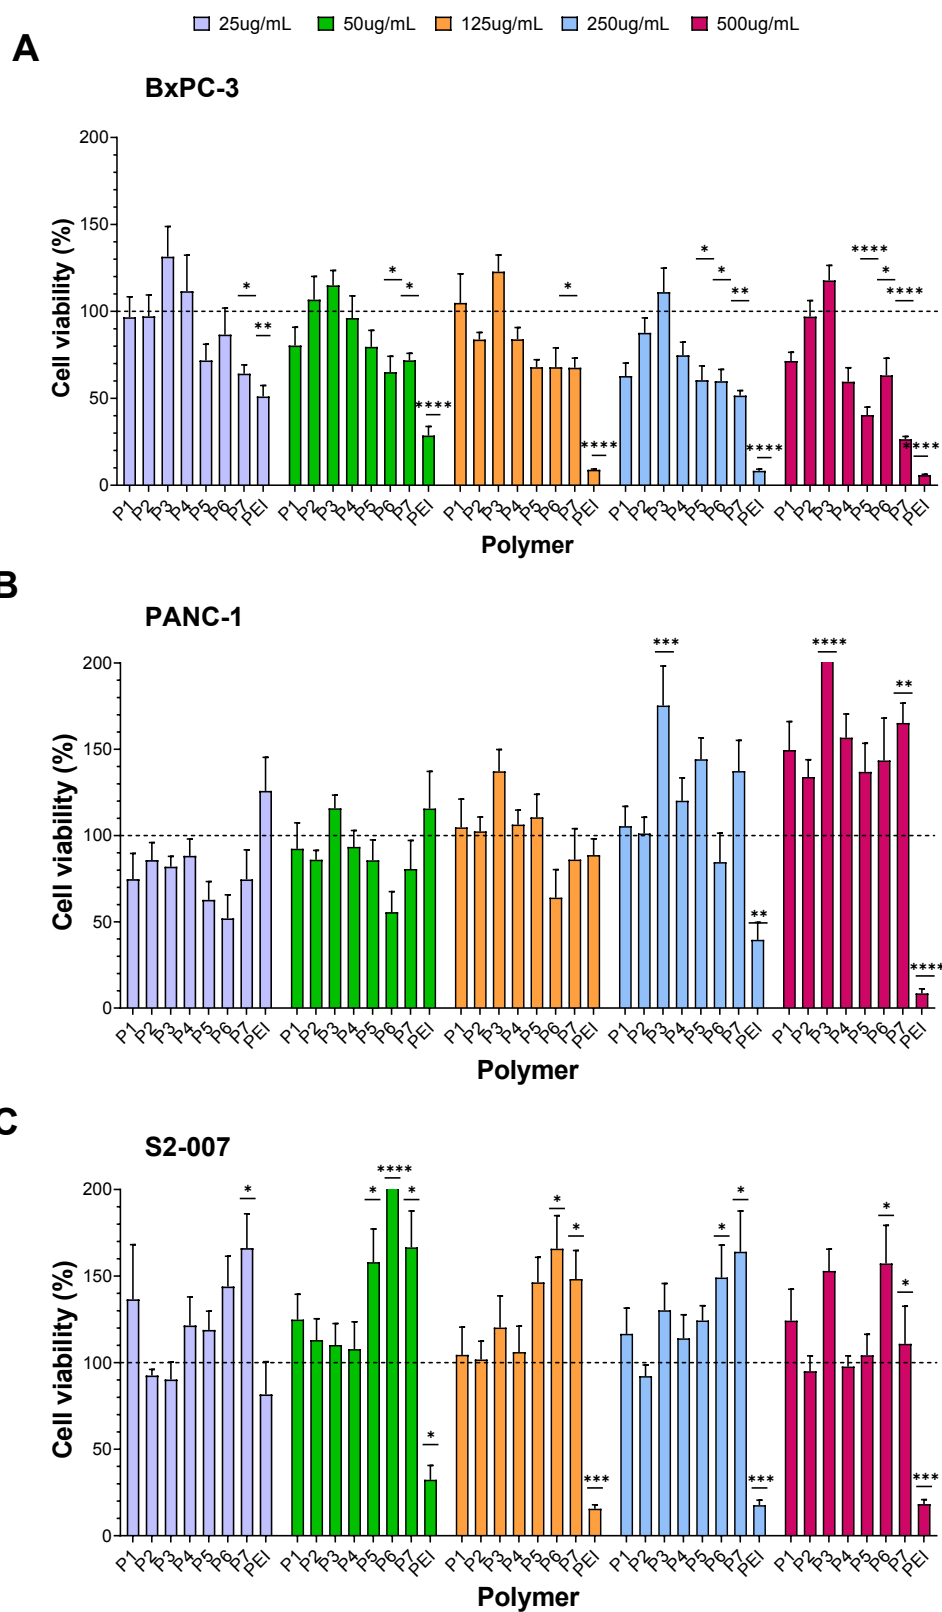 25ug/mL 50ug/mL 125ug/mL 250ug/mL 500ug/mL
A
BxPC-3
Cell viability (%)
200
150
100
50
0
* ** * * **** * **** * * ** **** **** * **** ****
P1 P2 P3 P4 P5 P6 P7 PEI P1 P2 P3 P4 P5 P6 P7 PEI P1 P2 P3 P4 P5 P6 P7 PEI P1 P2 P3 P4 P5 P6 P7 PEI P1 P2 P3 P4 P5 P6 P7 PEI
Polymer
B
PANC-1
Cell viability (%)
200
150
100
50
0
*** ** **** ** ****
P1 P2 P3 P4 P5 P6 P7 PEI P1 P2 P3 P4 P5 P6 P7 PEI P1 P2 P3 P4 P5 P6 P7 PEI P1 P2 P3 P4 P5 P6 P7 PEI P1 P2 P3 P4 P5 P6 P7 PEI
Polymer
C
S2-007
Cell viability (%)
200
150
100
50
0
* * **** * * * * *** * * *** * * ***
P1 P2 P3 P4 P5 P6 P7 PEI P1 P2 P3 P4 P5 P6 P7 PEI P1 P2 P3 P4 P5 P6 P7 PEI P1 P2 P3 P4 P5 P6 P7 PEI P1 P2 P3 P4 P5 P6 P7 PEI
Polymer